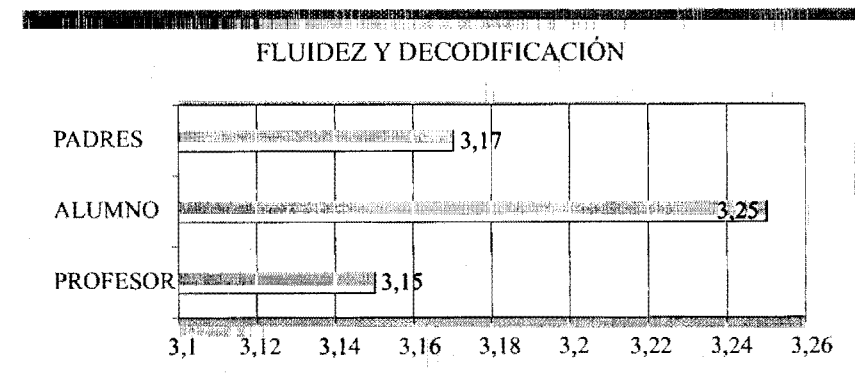 FLUIDEZ Y DECODIFICACIÓN
PADRES 3,17
ALUMNO 3,25
PROFESOR 3,15
3,1 3,12 3,14 3,16 3,18 3,2 3,22 3,24 3,26